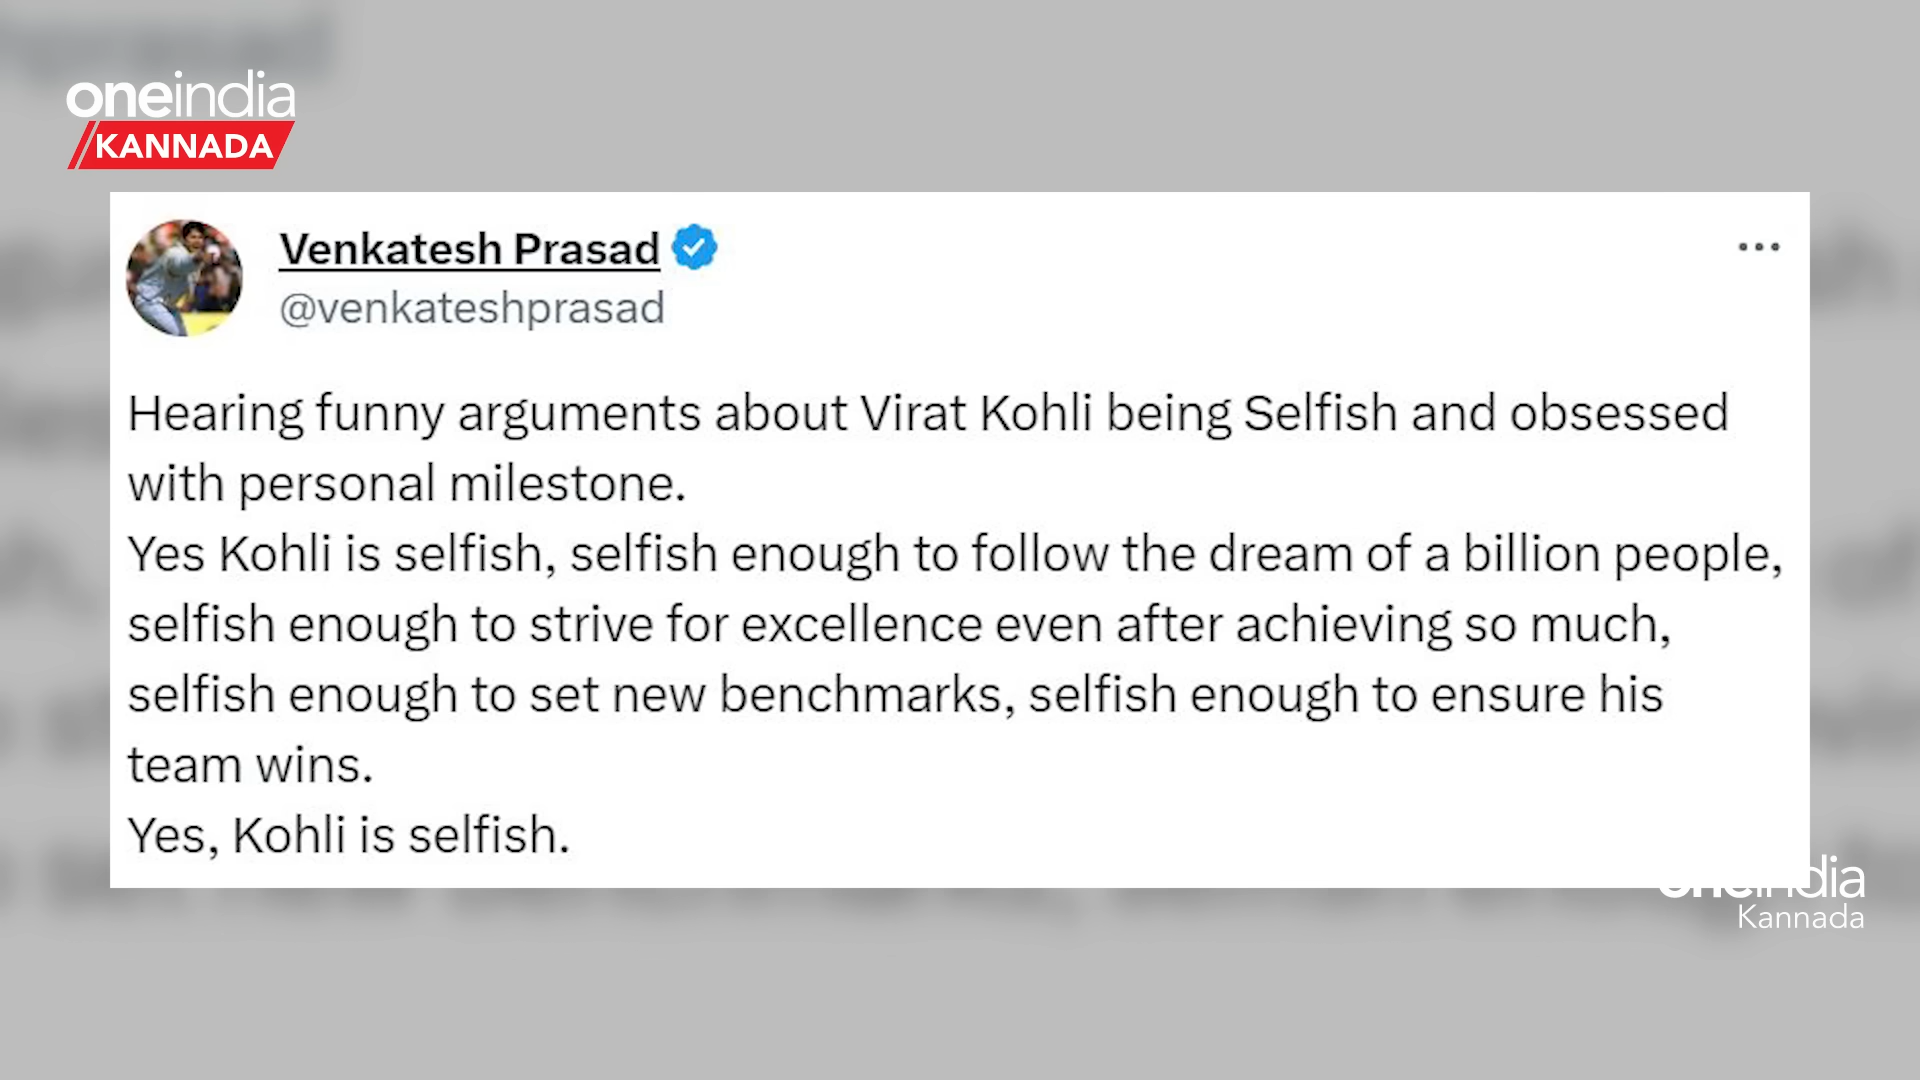 oneindia
KANNADA
Venkatesh Prasad
@venkateshprasad
Hearing funny arguments about Virat Kohli being Selfish and obsessed
with personal milestone.
Yes Kohli is selfish, selfish enough to follow the dream of a billion people,
selfish enough to strive for excellence even after achieving so much,
selfish enough to set new benchmarks, selfish enough to ensure his
team wins.
Yes, Kohli is selfish.
oneindia
Kannada